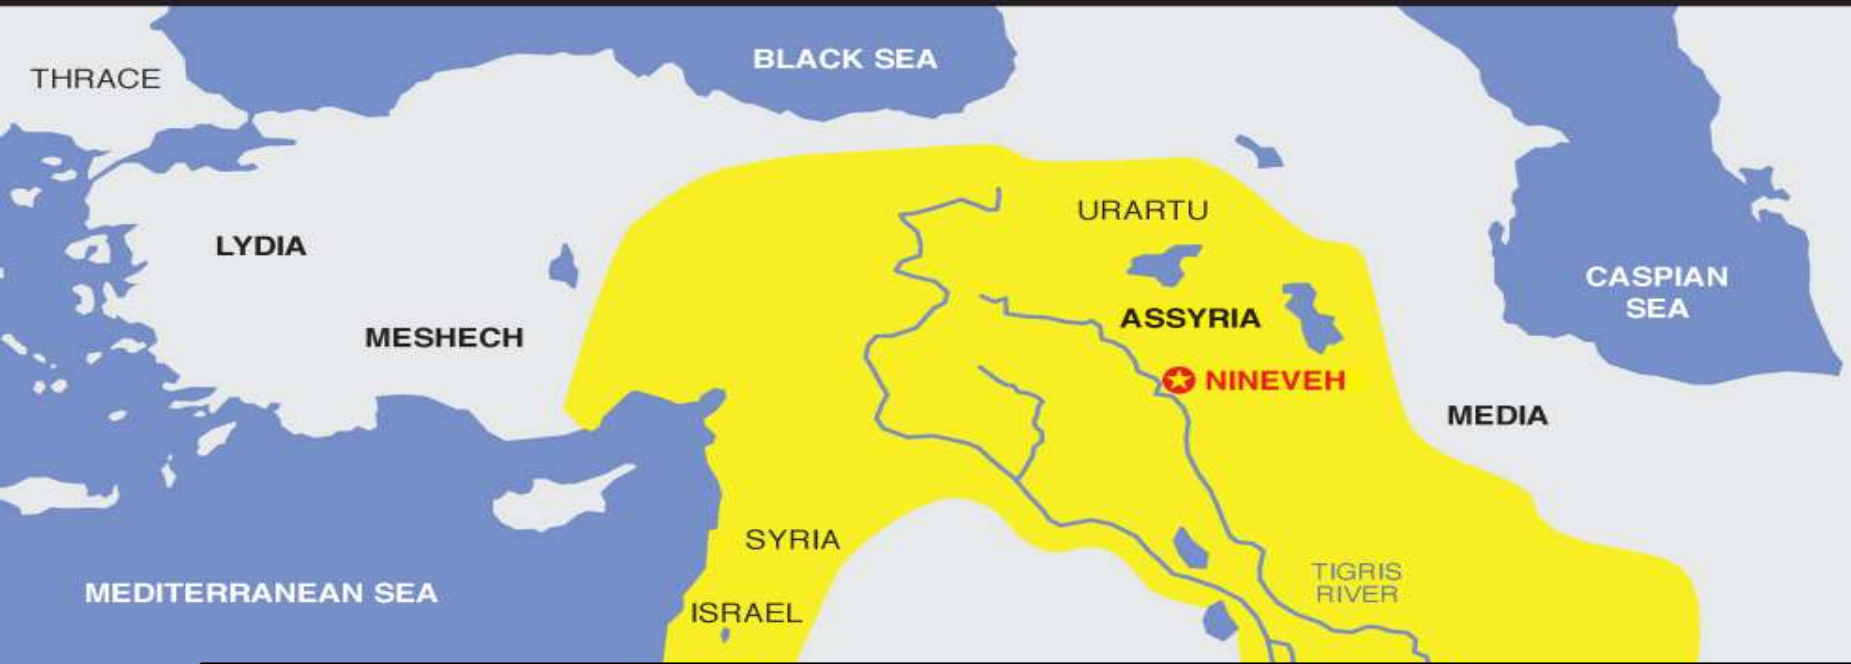 BLACK SEA
THRACE
URARTU
LYDIA
CASPIAN
SEA
ASSYRIA
MESHECH
NINEVEH
MEDIA
SYRIA
TIGRIS
RIVER
MEDITERRANEAN SEA
ISRAEL